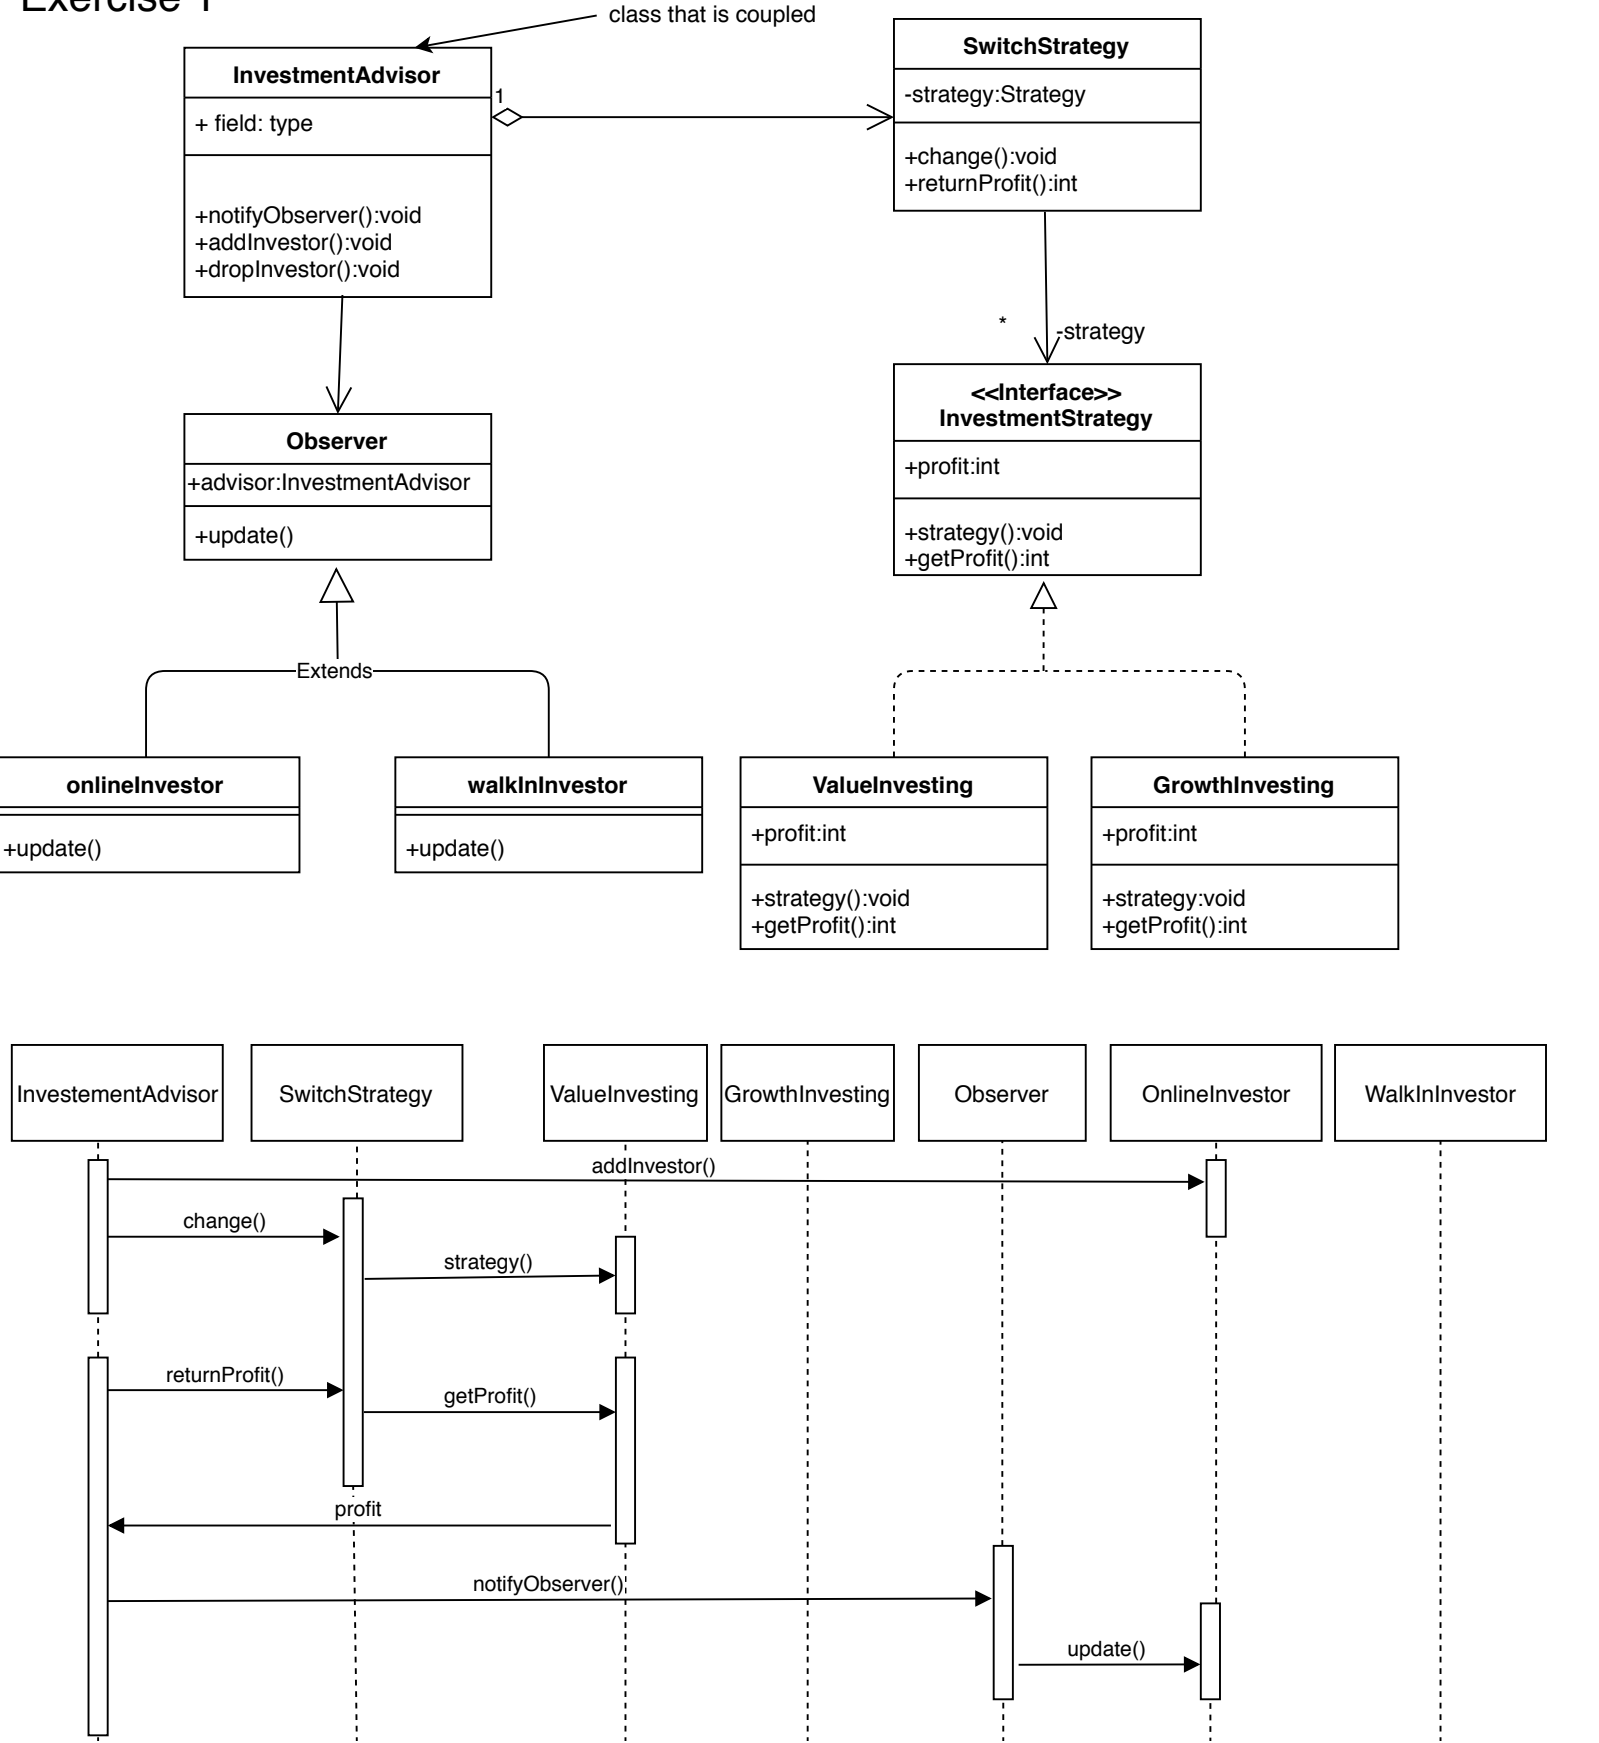 Exercise 1
class that is coupled
InvestmentAdvisor
+ field: type
+notifyObserver():void
+addInvestor():void
+dropInvestor():void
1
SwitchStrategy
-strategy:Strategy
+change():void
+returnProfit():int
*
-strategy
Observer
+advisor:InvestmentAdvisor
+update()
<<Interface>>
InvestmentStrategy
+profit:int
+strategy():void
+getProfit():int
Extends
onlineInvestor
+update()
walkInInvestor
+update()
ValueInvesting
+profit:int
+strategy():void
+getProfit():int
GrowthInvesting
+profit:int
+strategy:void
+getProfit():int
InvestementAdvisor
SwitchStrategy
ValueInvesting
GrowthInvesting
Observer
OnlineInvestor
WalkInInvestor
addInvestor()
change()
strategy()
returnProfit()
getProfit()
profit
notifyObserver()
update()